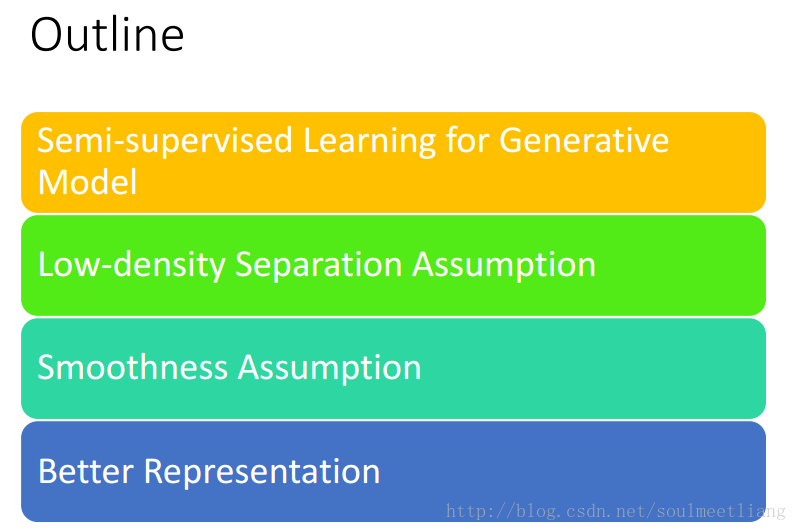 Outline
Semi-supervised Learning for Generative
Model
Low-density Separation Assumption
Smoothness Assumption
Better Representation
http://blog.csdn.net/soulmeetliang